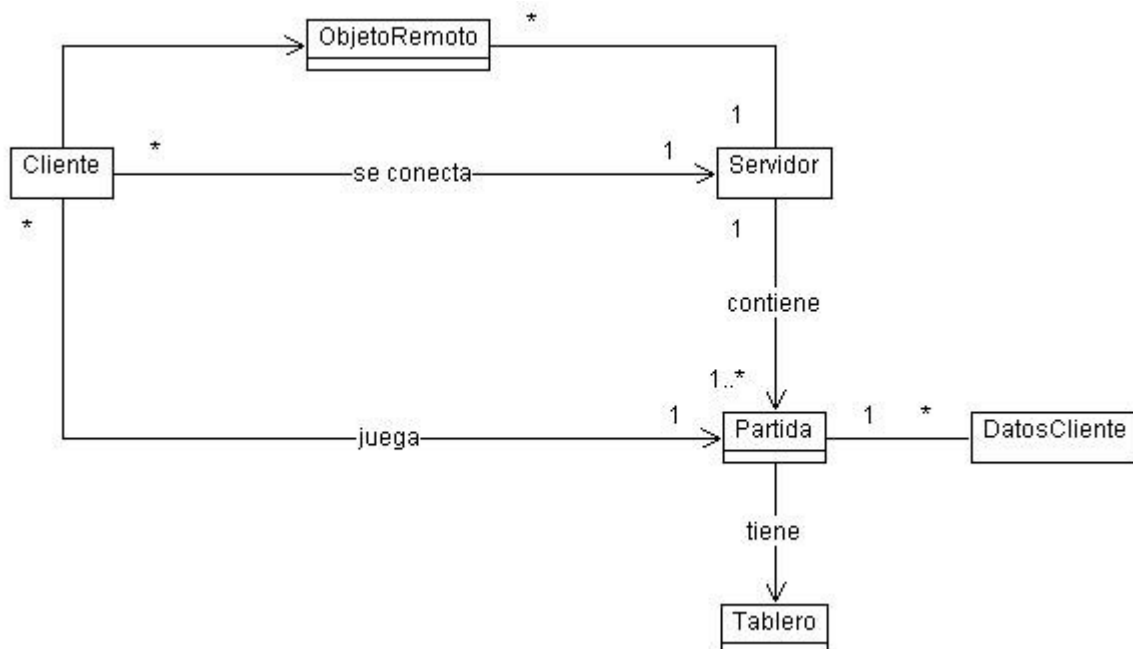 *
ObjetoRemoto
1
Cliente
*
se conecta
1
Servidor
*
1
contiene
1..*
juega
1
Partida
1
*
DatosCliente
tiene
Tablero